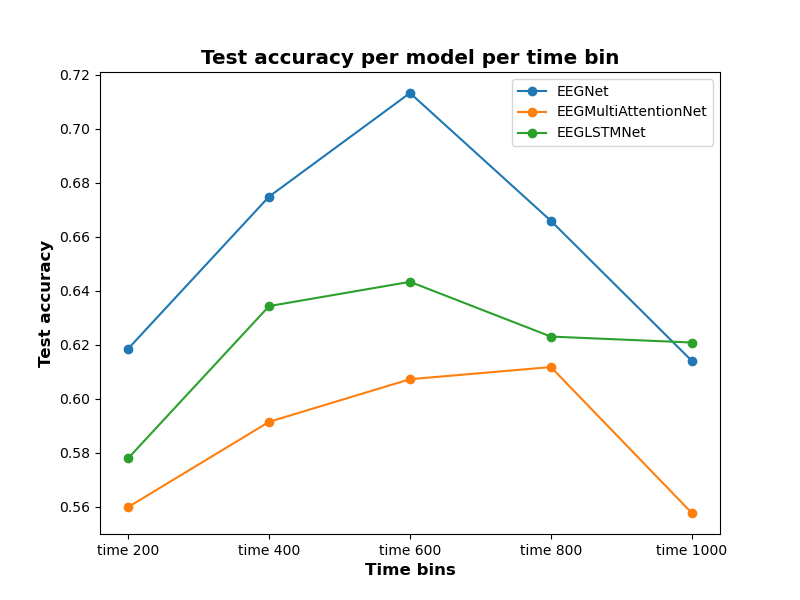 Test accuracy per model per time bin
EEGNet
EEGMultiAttentionNet
EEGLSTMNet
Test accuracy
0.72
0.70
0.68
0.66
0.64
0.62
0.60
0.58
0.56
time 200
time 400
time 600
time 800
time 1000
Time bins